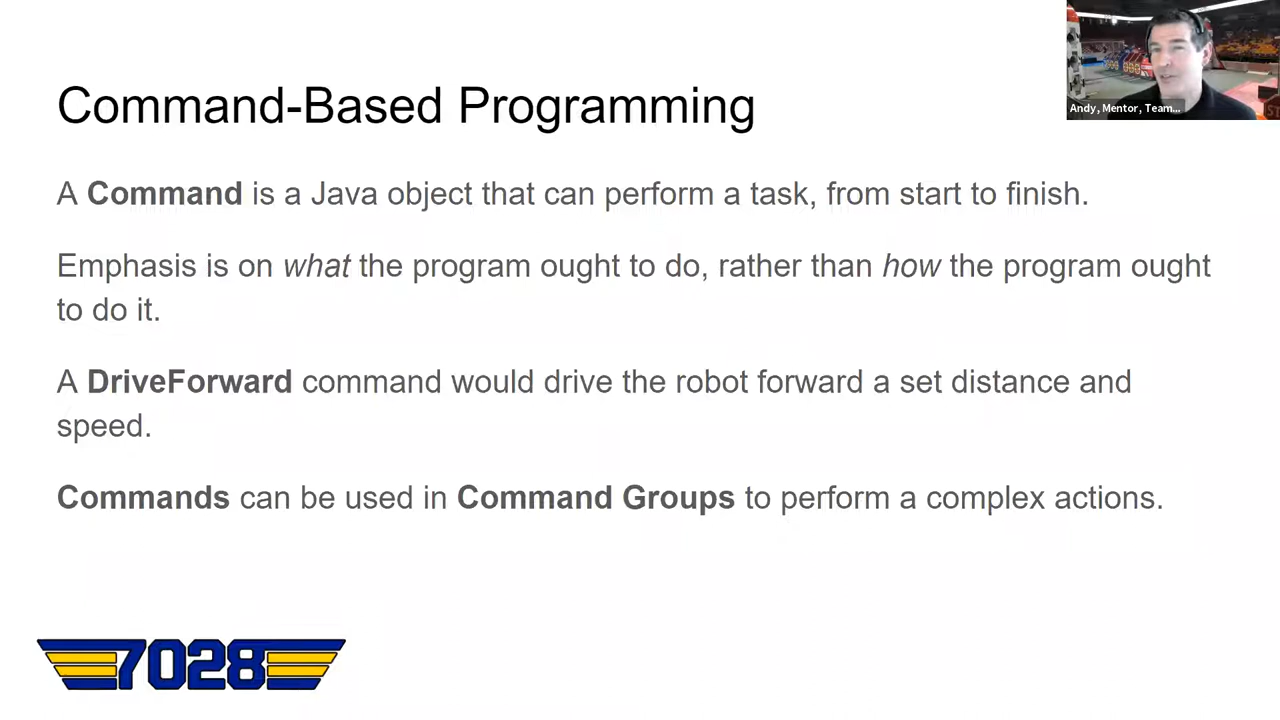 Andy, Mentor, Team...
Command-Based Programming
A Command is a Java object that can perform a task, from start to finish.
Emphasis is on what the program ought to do, rather than how the program ought
to do it.
A DriveForward command would drive the robot forward a set distance and
speed.
Commands can be used in Command Groups to perform a complex actions.
7028